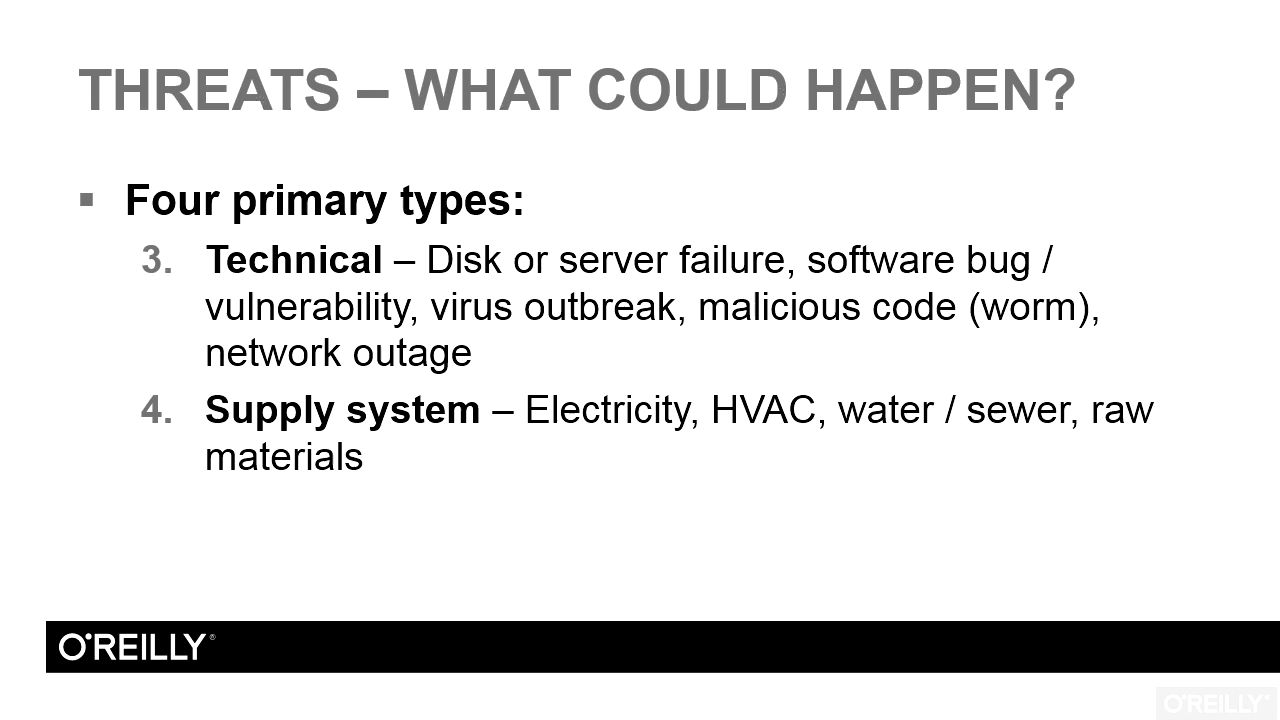 THREATS – WHAT COULD HAPPEN?
▪ Four primary types:
3. Technical – Disk or server failure, software bug /
vulnerability, virus outbreak, malicious code (worm),
network outage
4. Supply system – Electricity, HVAC, water / sewer, raw
materials
O'REILLY®
O'REILLY®